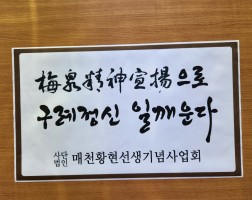 梅泉精神宣揚으로
구례정신 일깨운다
사단법인 매천황현선생기념사업회